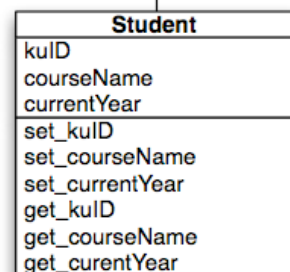 Student
kuID
courseName
currentYear
set_kuID
set_courseName
set_currentYear
get_kuID
get_courseName
get_curentYear